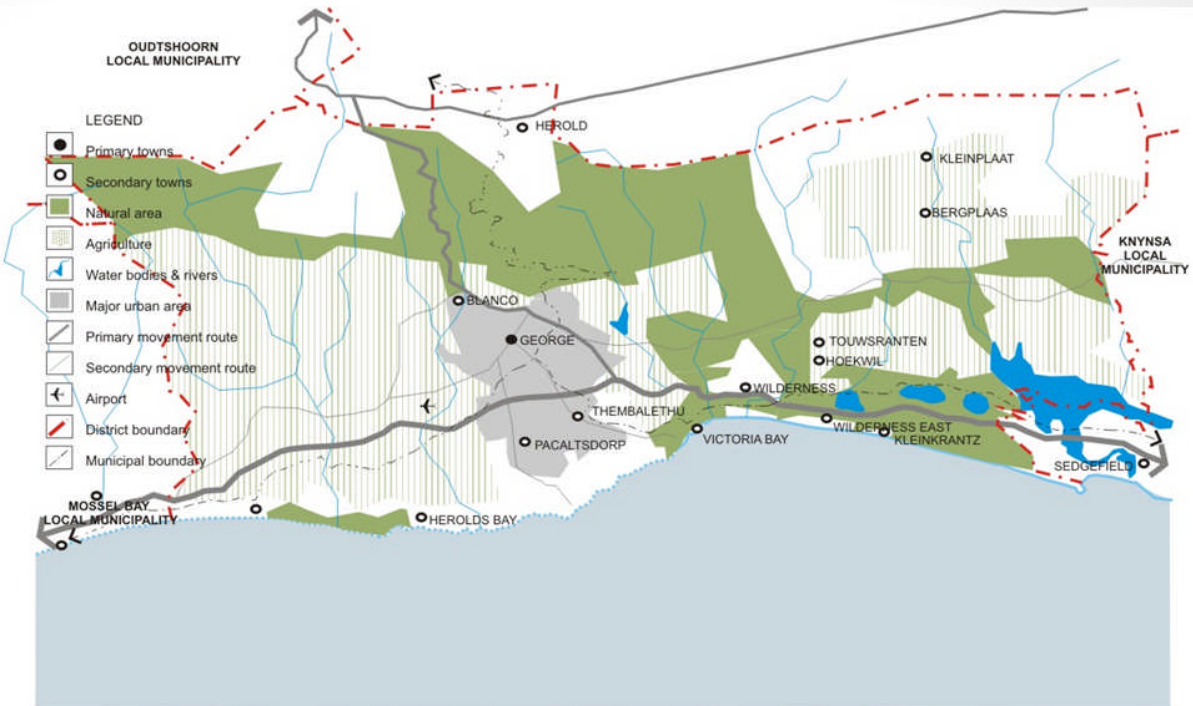 OUDTSHOORN
LOCAL MUNICIPALITY
LEGEND
Primary towns
Secondary towns
Natural area
Agriculture
Water bodies & rivers
Major urban area
Primary movement route
Secondary movement route
Airport
District boundary
Municipal boundary
HEROLD
KLEINPLAAT
BERGPLAAS
KNYNSA
LOCAL
MUNICIPALITY
BLANCO
GEORGE
TOUWSRANTEN
HOEKWIL
WILDERNESS
THEMBALETHU
WILDERNESS EAST
PACALTSDORP
VICTORIA BAY
KLEINKRANTZ
SEDGEFIELD
MOSSEL BAY
LOCAL MUNICIPALITY
HEROLDS BAY